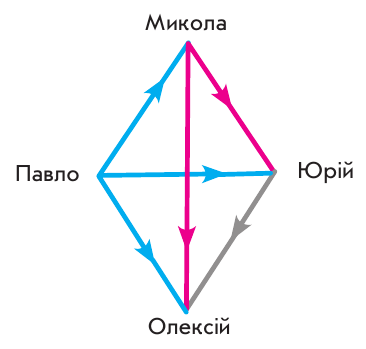 Микола
Павло
Юрій
Олексій